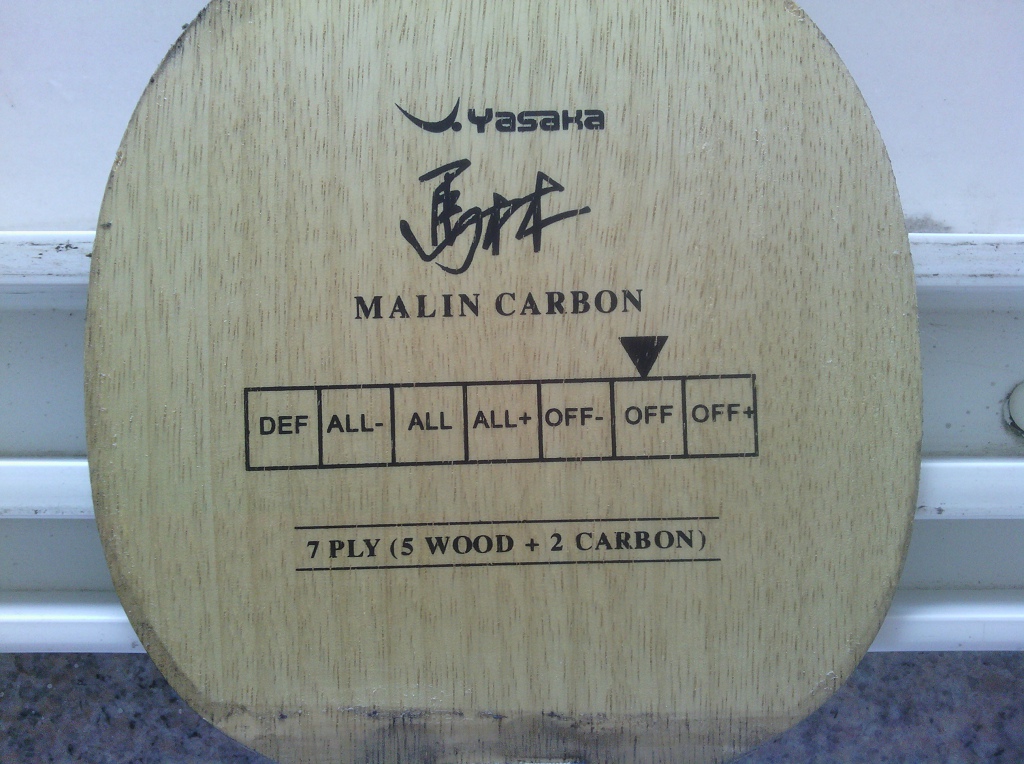 Yasaka
馬林
MALIN CARBON
DEF ALL- ALL ALL+ OFF- OFF OFF+
7 PLY (5 WOOD + 2 CARBON)